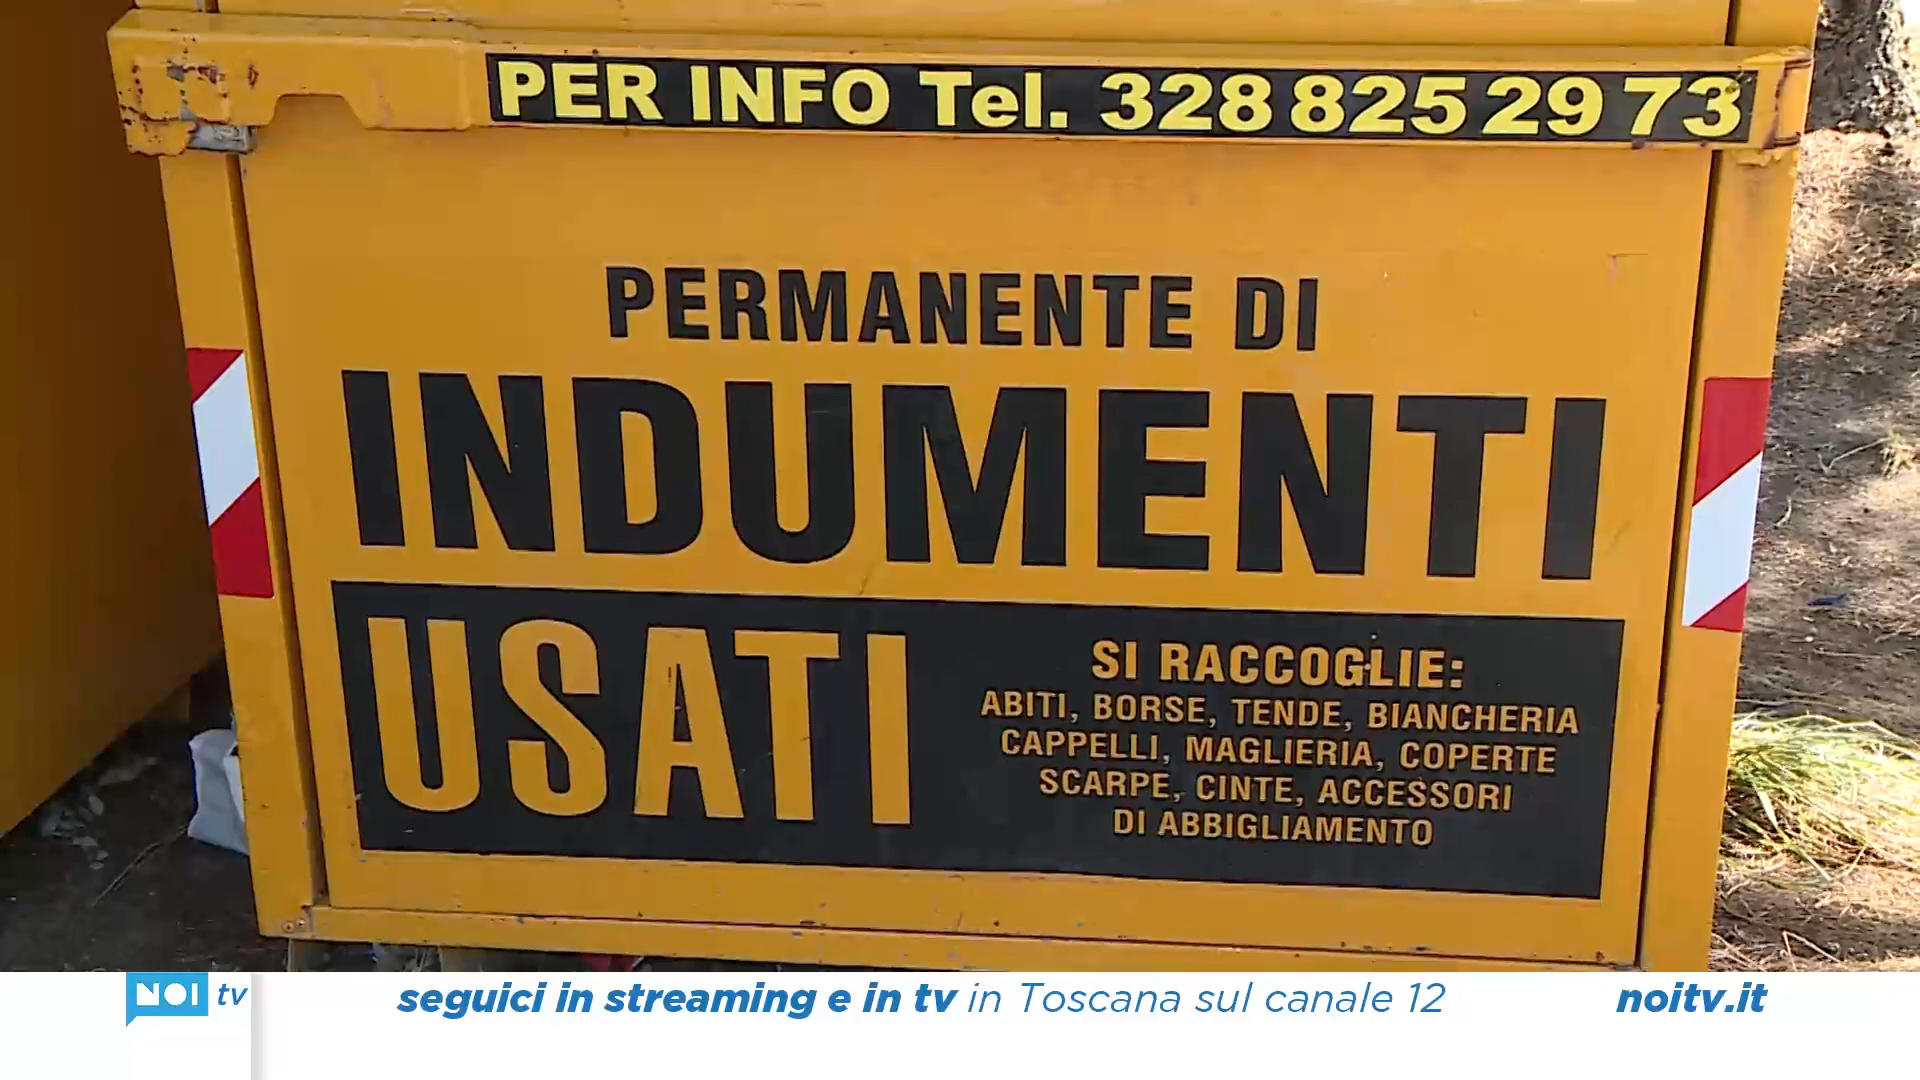 PER INFO Tel. 328 825 29 73
PERMANENTE DI
INDUMENTI
USATI
SI RACCOGLIE:
ABITI, BORSE, TENDE, BIANCHERIA
CAPPELLI, MAGLIERIA, COPERTE
SCARPE, CINTE, ACCESSORI
DI ABBIGLIAMENTO
NOI tv
seguici in streaming e in tv in Toscana sul canale 12
noitv.it